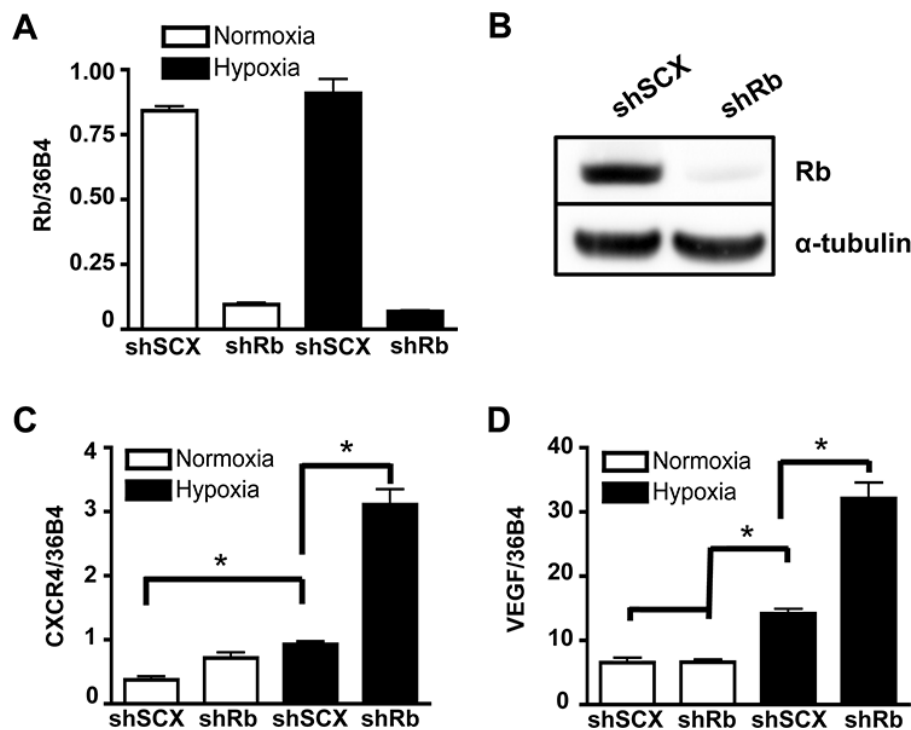 A
Normoxia
Hypoxia
Rb/36B4
1.00
0.75
0.50
0.25
0
shSCX shRb shSCX shRb
B
shSCX shRb
Rb
α-tubulin
C
Normoxia
Hypoxia
CXCR4/36B4
4
3
2
1
0
*
*
shSCX shRb shSCX shRb
D
Normoxia
Hypoxia
VEGF/36B4
40
30
20
10
0
*
*
shSCX shRb shSCX shRb